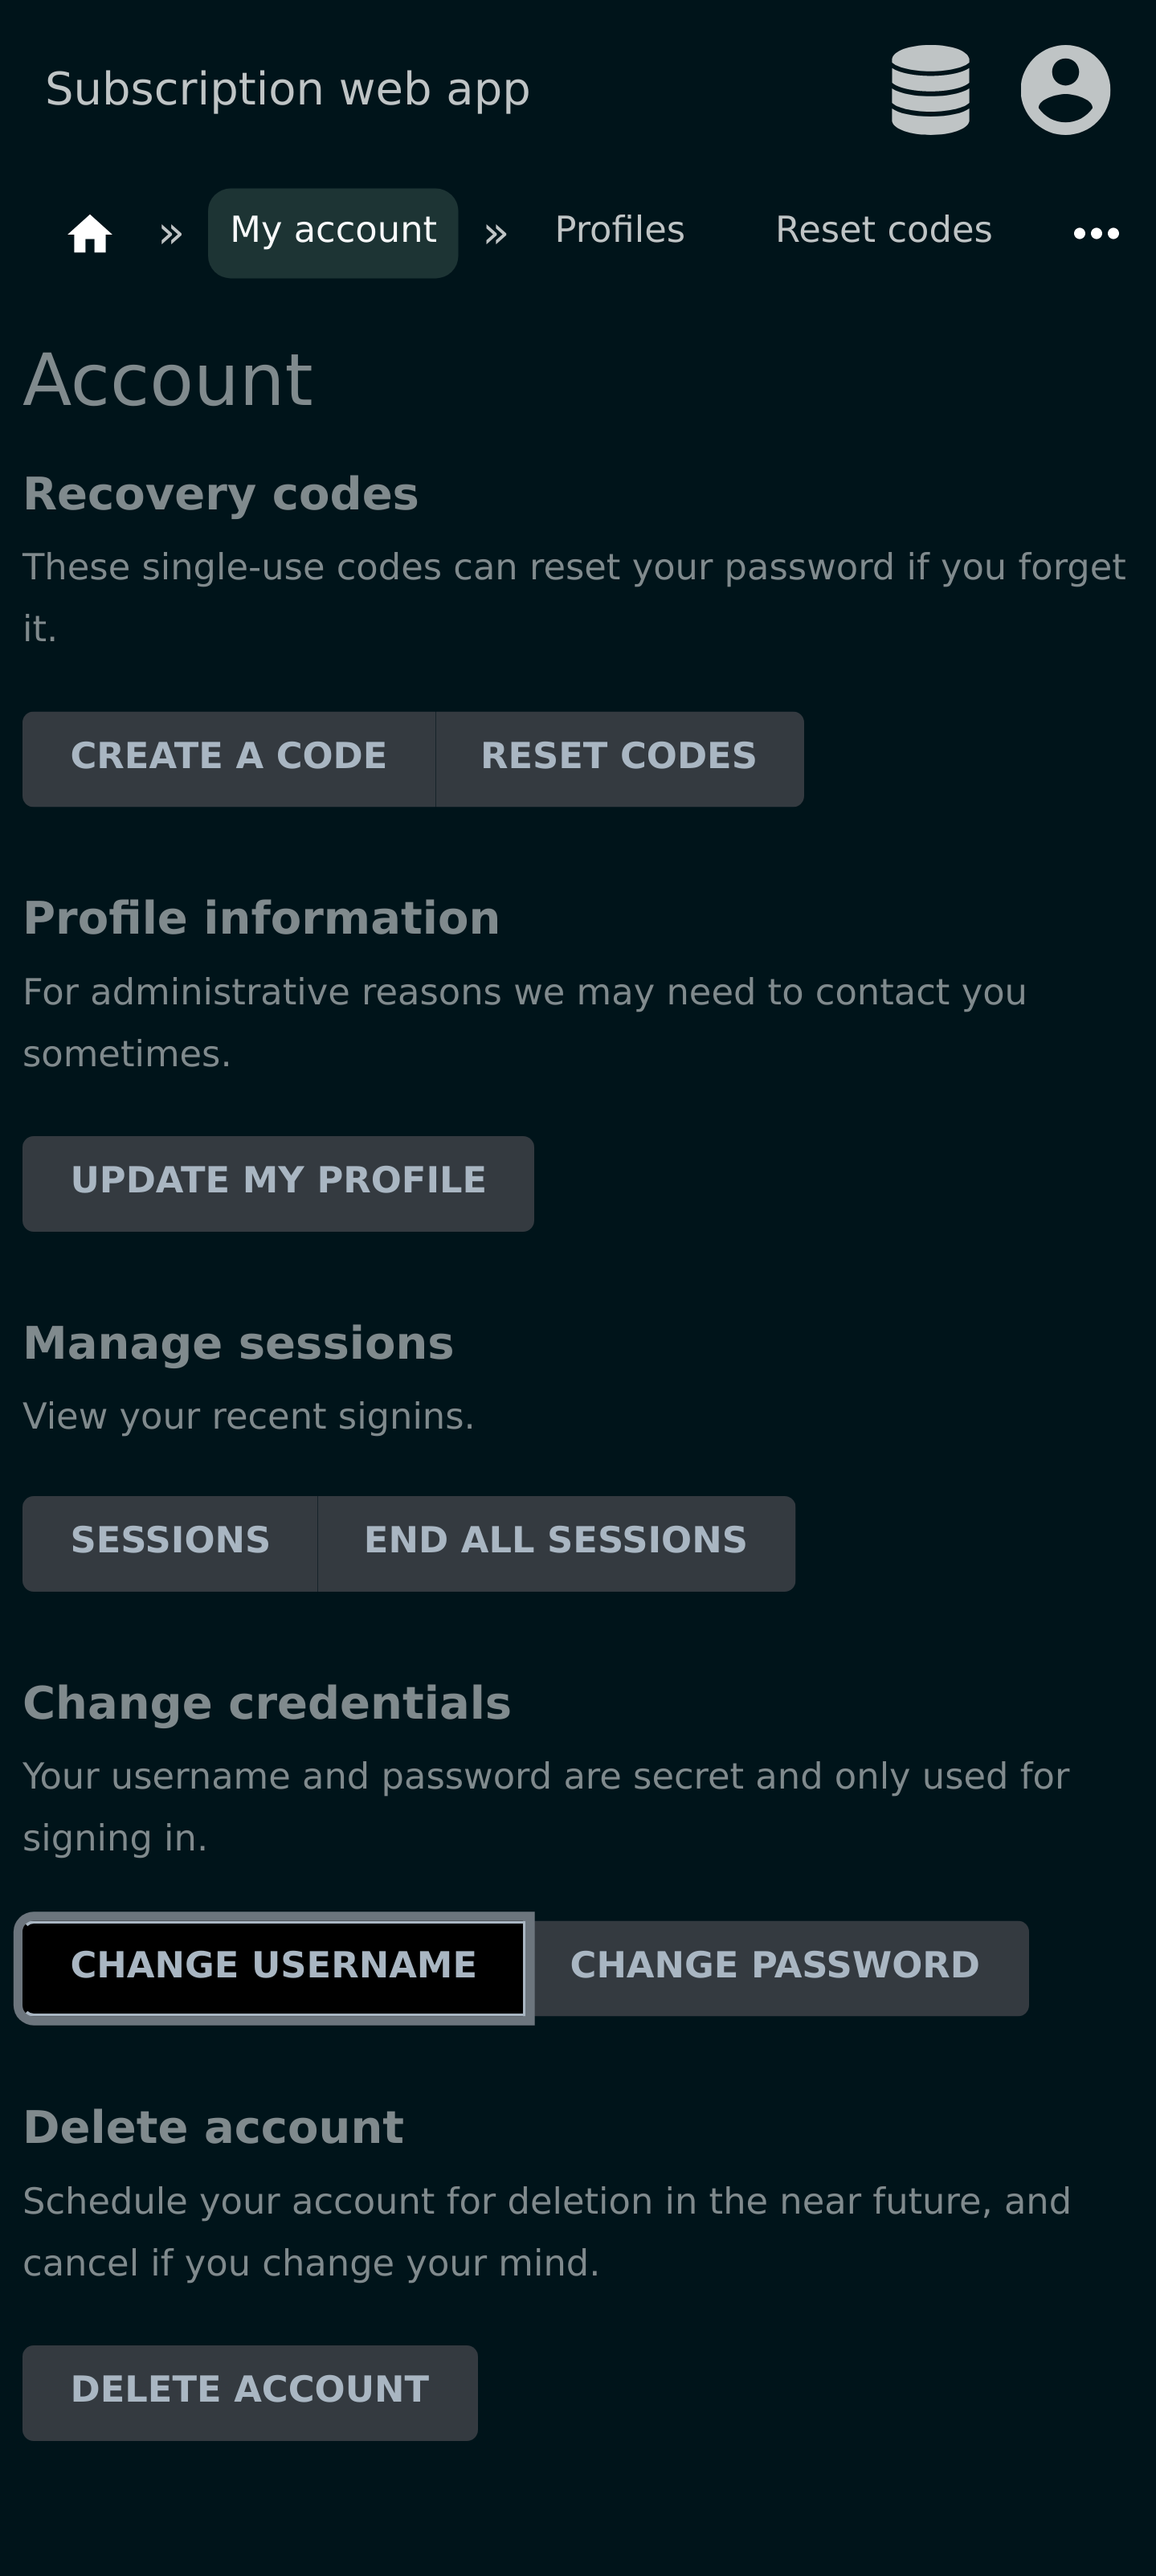 Subscription web app
» My account » Profiles Reset codes •••
Account
Recovery codes
These single-use codes can reset your password if you forget
it.
CREATE A CODE RESET CODES
Profile information
For administrative reasons we may need to contact you
sometimes.
UPDATE MY PROFILE
Manage sessions
View your recent signins.
SESSIONS END ALL SESSIONS
Change credentials
Your username and password are secret and only used for
signing in.
CHANGE USERNAME CHANGE PASSWORD
Delete account
Schedule your account for deletion in the near future, and
cancel if you change your mind.
DELETE ACCOUNT